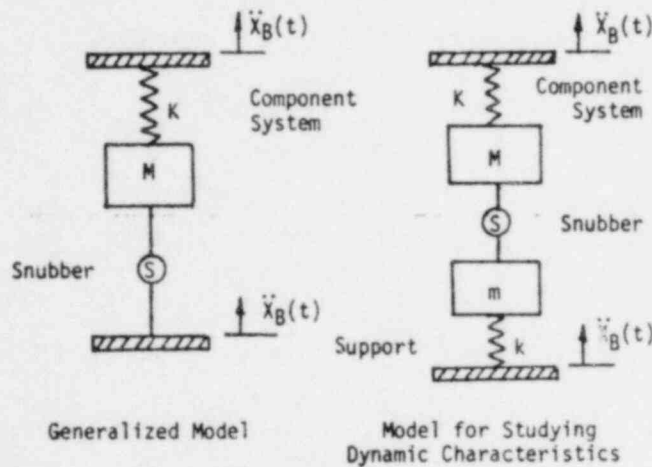 Ẍ_B(t)
Component
System
K
M
Snubber
S
Ẍ_B(t)
Generalized Model
Ẍ_B(t)
K
Component
System
M
S
Snubber
m
Support
k
Ẍ_B(t)
Model for Studying
Dynamic Characteristics